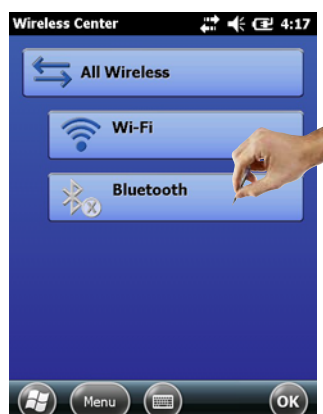 Wireless Center 4:17
All Wireless
Wi-Fi
Bluetooth
Menu OK